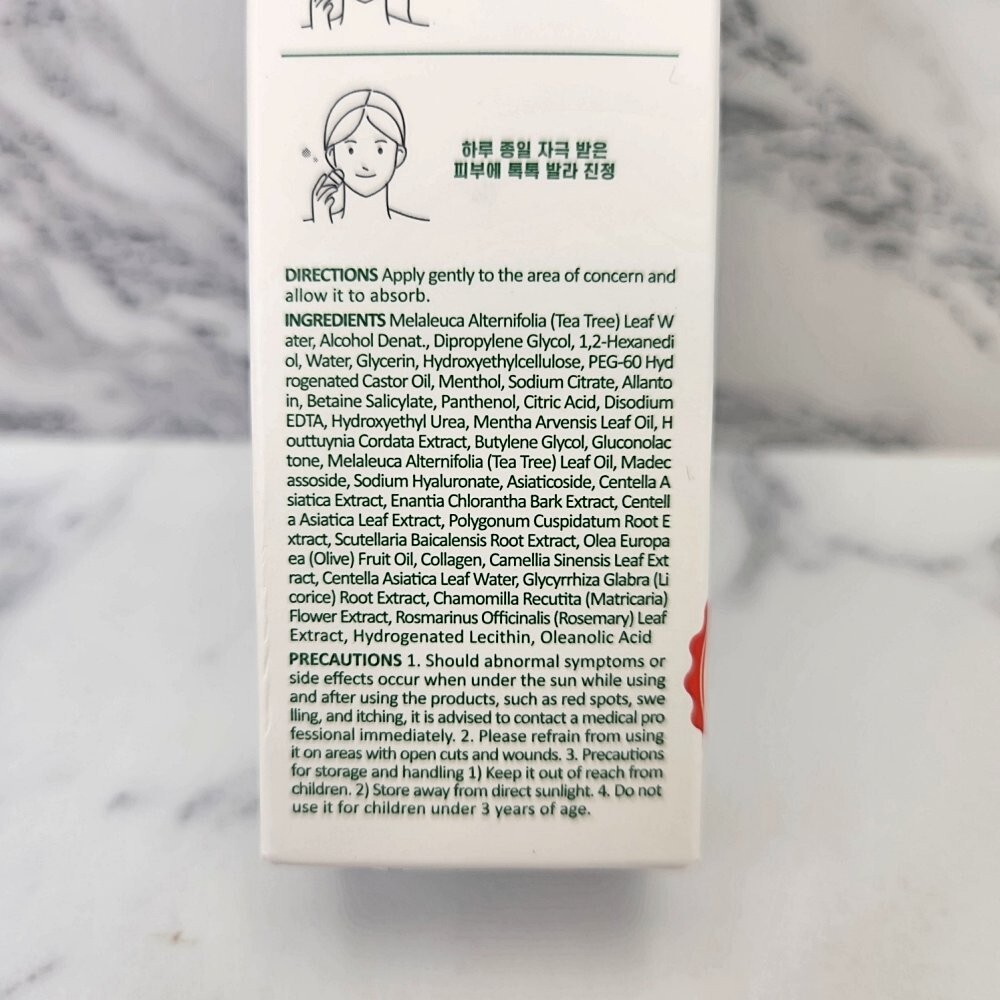 하루 종일 자극 받은
피부에 톡톡 발라 진정
DIRECTIONS Apply gently to the area of concern and
allow it to absorb.
INGREDIENTS Melaleuca Alternifolia (Tea Tree) Leaf W
ater, Alcohol Denat., Dipropylene Glycol, 1,2-Hexanedi
ol, Water, Glycerin, Hydroxyethylcellulose, PEG-60 Hyd
rogenated Castor Oil, Menthol, Sodium Citrate, Allanto
in, Betaine Salicylate, Panthenol, Citric Acid, Disodium
EDTA, Hydroxyethyl Urea, Mentha Arvensis Leaf Oil, H
outtuynia Cordata Extract, Butylene Glycol, Gluconolac
tone, Melaleuca Alternifolia (Tea Tree) Leaf Oil, Madec
assoside, Sodium Hyaluronate, Asiaticoside, Centella A
siatica Extract, Enantia Chlorantha Bark Extract, Centell
a Asiatica Leaf Extract, Polygonum Cuspidatum Root E
xtract, Scutellaria Baicalensis Root Extract, Olea Europa
ea (Olive) Fruit Oil, Collagen, Camellia Sinensis Leaf Ext
ract, Centella Asiatica Leaf Water, Glycyrrhiza Glabra (Li
corice) Root Extract, Chamomilla Recutita (Matricaria)
Flower Extract, Rosmarinus Officinalis (Rosemary) Leaf
Extract, Hydrogenated Lecithin, Oleanolic Acid
PRECAUTIONS 1. Should abnormal symptoms or
side effects occur when under the sun while using
and after using the products, such as red spots, swe
lling, and itching, it is advised to contact a medical pro
fessional immediately. 2. Please refrain from using
it on areas with open cuts and wounds. 3. Precautions
for storage and handling 1) Keep it out of reach from
children. 2) Store away from direct sunlight. 4. Do not
use it for children under 3 years of age.